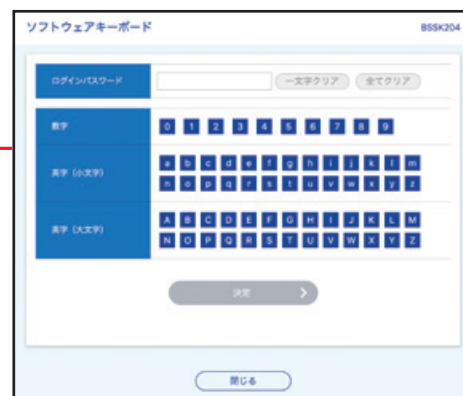 ソフトウェアキーボード BSSK204
ログインパスワード 一文字クリア 全てクリア
数字 0 1 2 3 4 5 6 7 8 9
英字（小文字） a b c d e f g h i j k l m
n o p q r s t u v w x y z
英字（大文字） A B C D E F G H I J K L M
N O P Q R S T U V W X Y Z
決定
閉じる